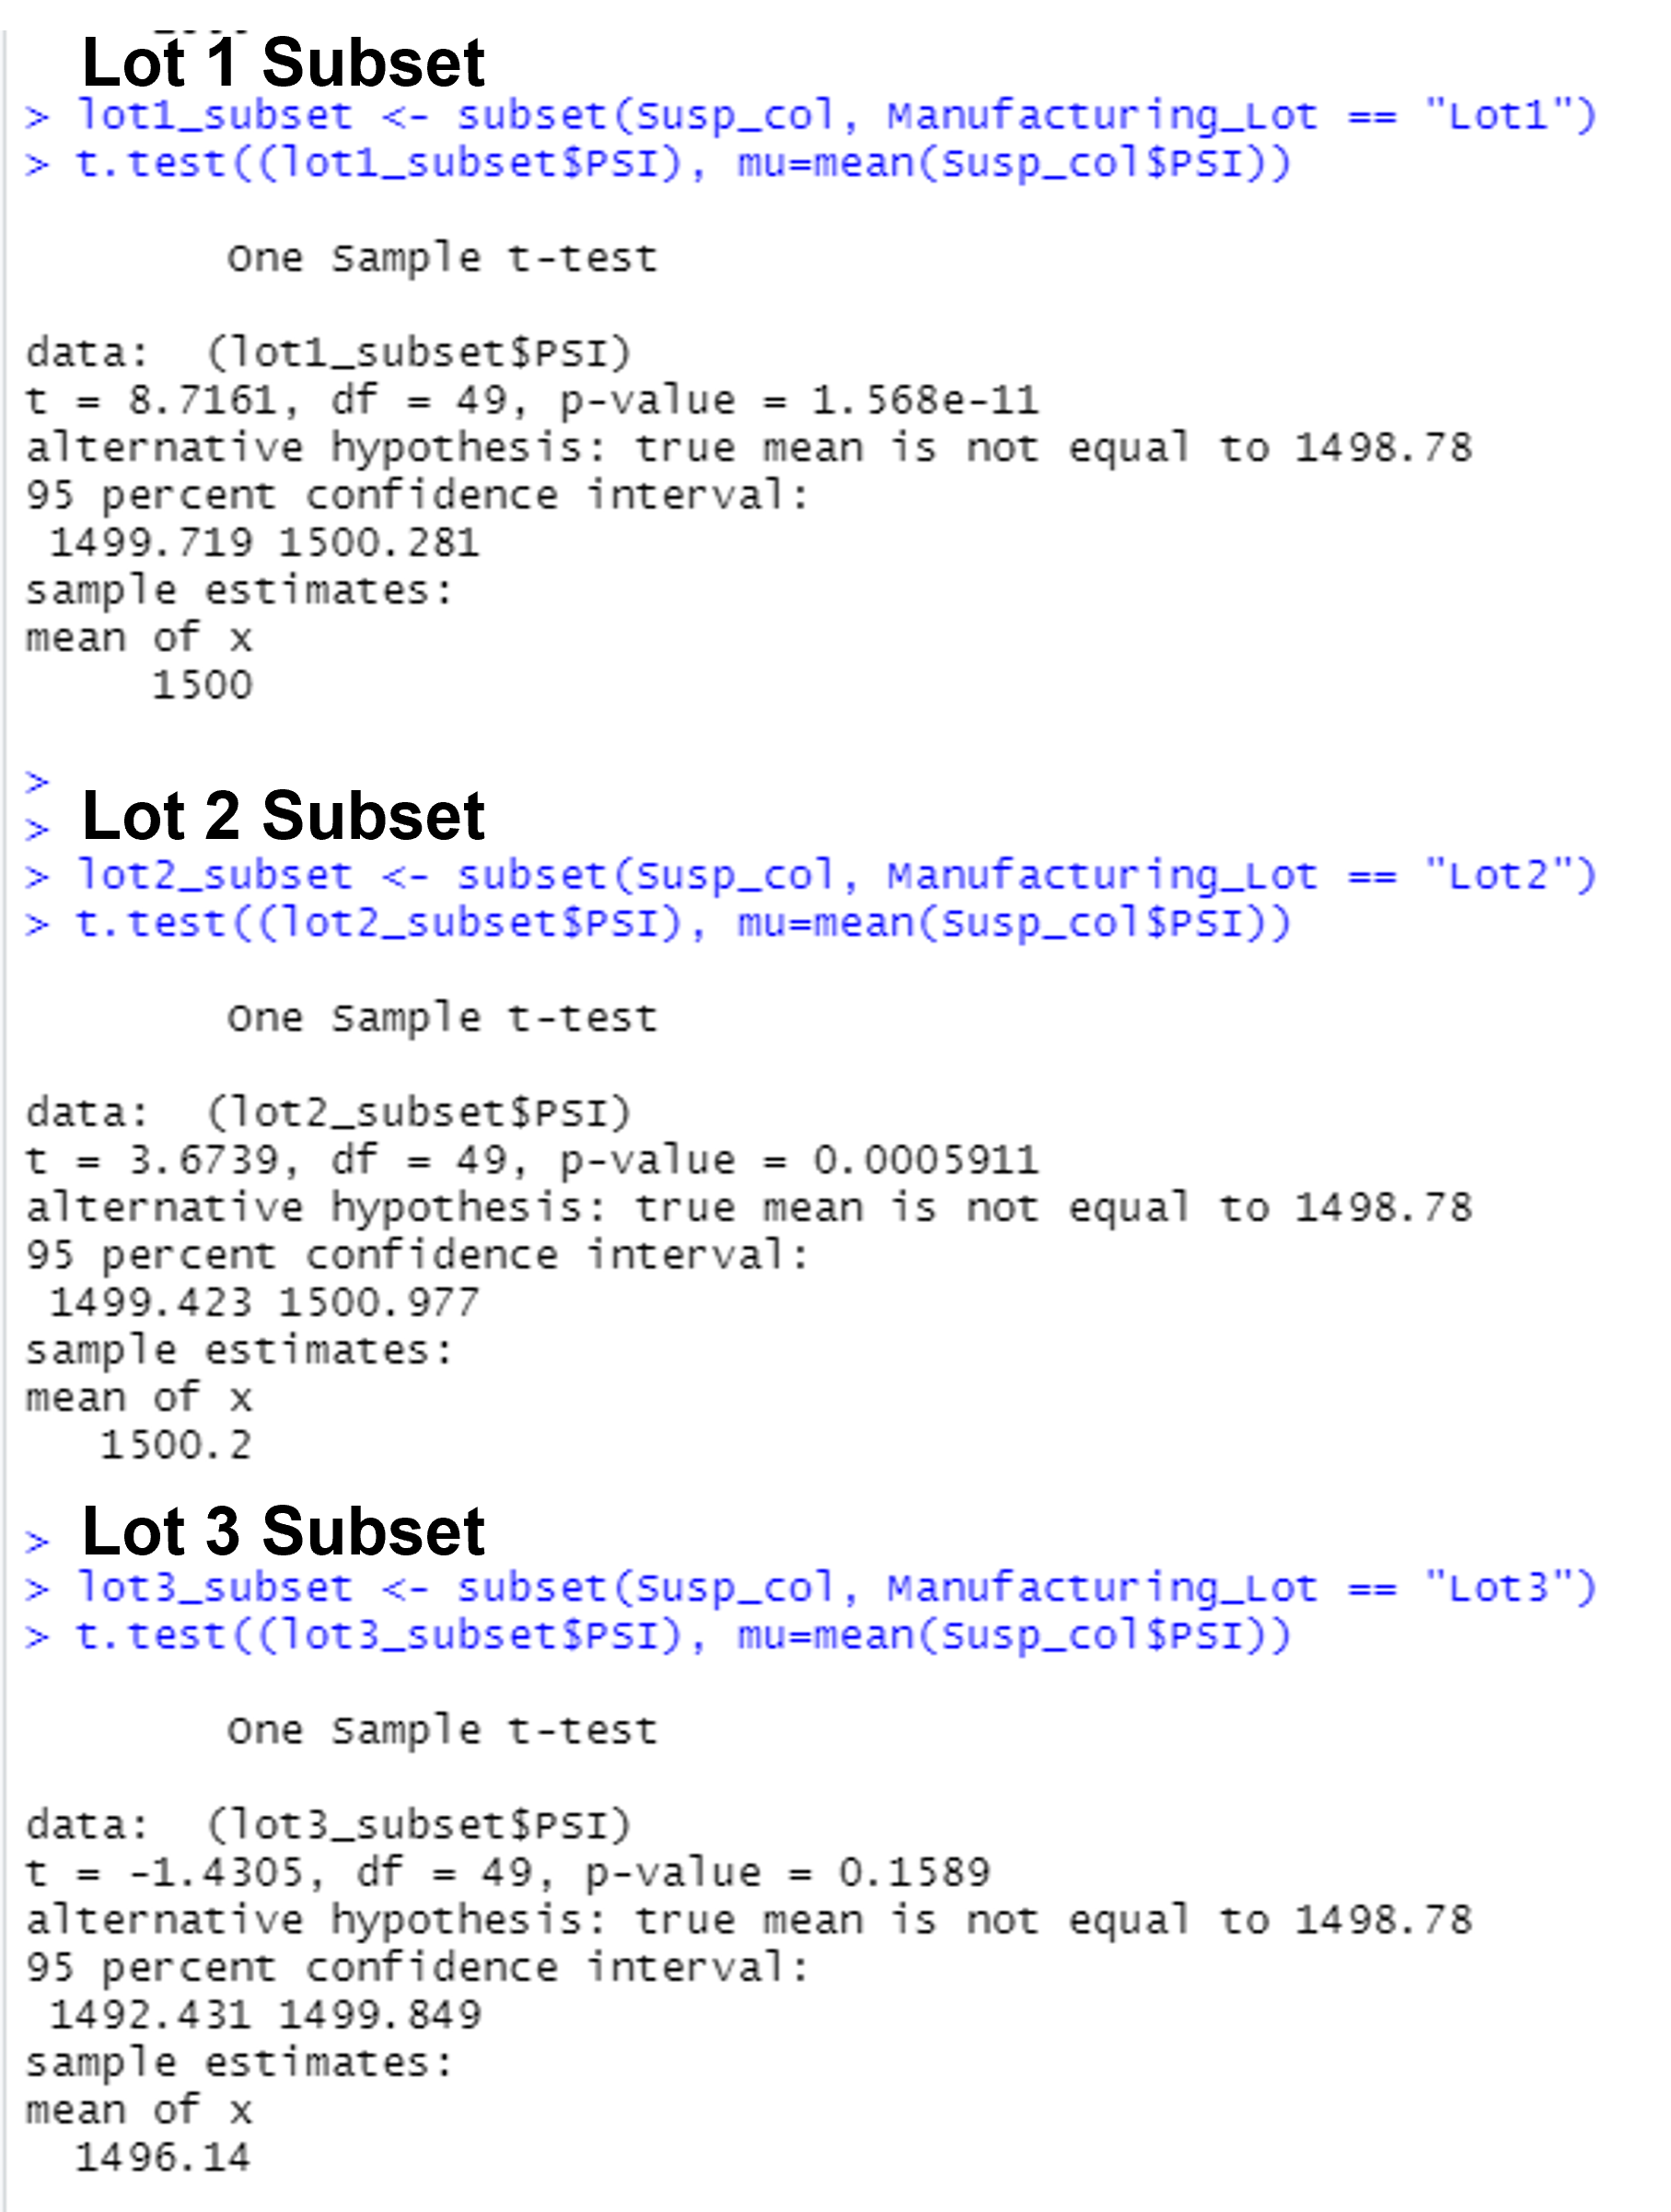 Lot 1 Subset
> lot1_subset <- subset(Susp_col, Manufacturing_Lot == "Lot1")
> t.test((lot1_subset$PSI), mu=mean(Susp_col$PSI))
One Sample t-test
data:  (lot1_subset$PSI)
t = 8.7161, df = 49, p-value = 1.568e-11
alternative hypothesis: true mean is not equal to 1498.78
95 percent confidence interval:
1499.719 1500.281
sample estimates:
mean of x
1500
>
> Lot 2 Subset
> lot2_subset <- subset(Susp_col, Manufacturing_Lot == "Lot2")
> t.test((lot2_subset$PSI), mu=mean(Susp_col$PSI))
One Sample t-test
data:  (lot2_subset$PSI)
t = 3.6739, df = 49, p-value = 0.0005911
alternative hypothesis: true mean is not equal to 1498.78
95 percent confidence interval:
1499.423 1500.977
sample estimates:
mean of x
1500.2
> Lot 3 Subset
> lot3_subset <- subset(Susp_col, Manufacturing_Lot == "Lot3")
> t.test((lot3_subset$PSI), mu=mean(Susp_col$PSI))
One Sample t-test
data:  (lot3_subset$PSI)
t = -1.4305, df = 49, p-value = 0.1589
alternative hypothesis: true mean is not equal to 1498.78
95 percent confidence interval:
1492.431 1499.849
sample estimates:
mean of x
1496.14